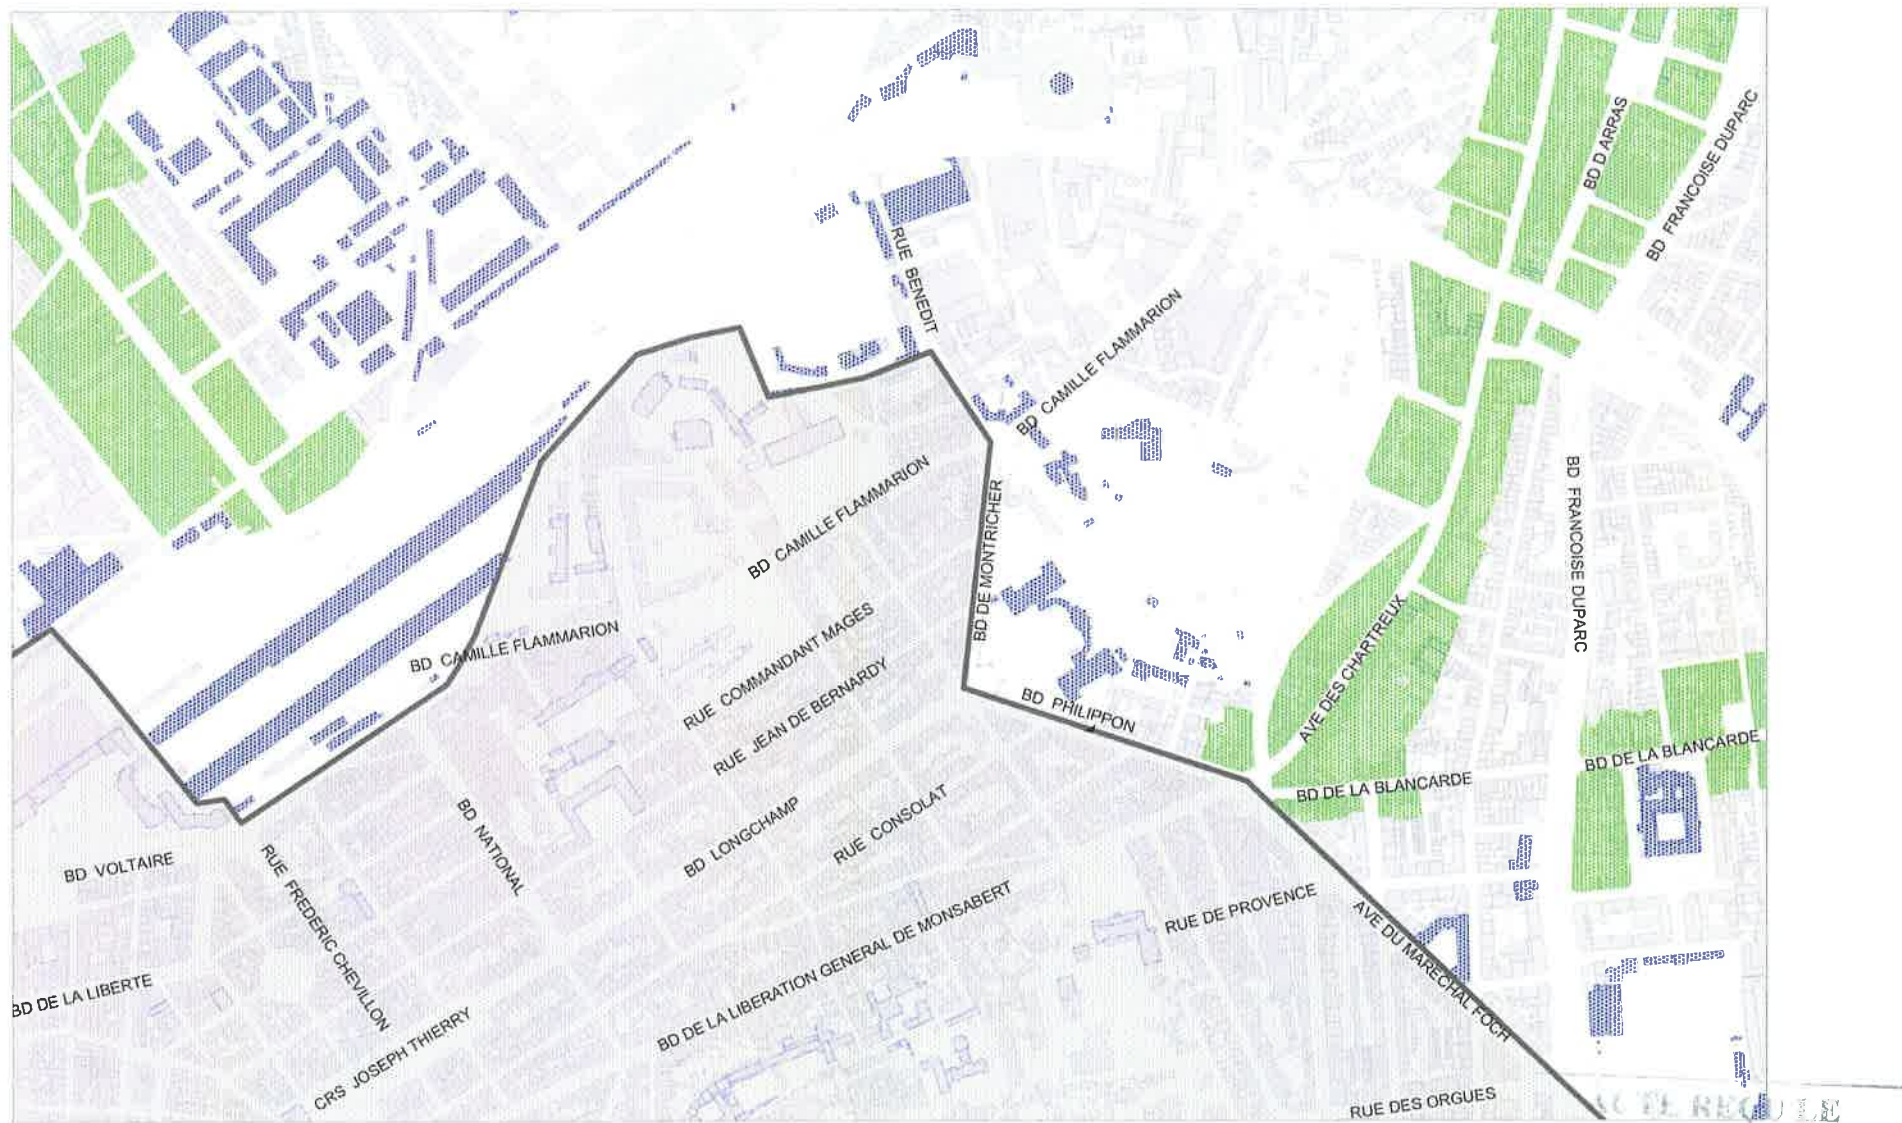 BD D ARRAS
BD FRANCOISE DUPARC
RUE BENEDIT
BD CAMILLE FLAMMARION
BD CAMILLE FLAMMARION
BD DE MONTRICHER
BD FRANCOISE DUPARC
BD CAMILLE FLAMMARION
RUE COMMANDANT MAGES
RUE JEAN DE BERNARDY
BD PHILIPPON
AVE DES CHARTREUX
BD DE LA BLANCARDE
BD DE LA BLANCARDE
BD NATIONAL
BD LONGCHAMP
RUE CONSOLAT
BD VOLTAIRE
RUE FREDERIC CHEVILLON
BD DE LA LIBERATION GENERAL DE MONSABERT
RUE DE PROVENCE
AVE DU MARECHAL FOCH
BD DE LA LIBERTE
CRS JOSEPH THIERRY
RUE DES ORGUES